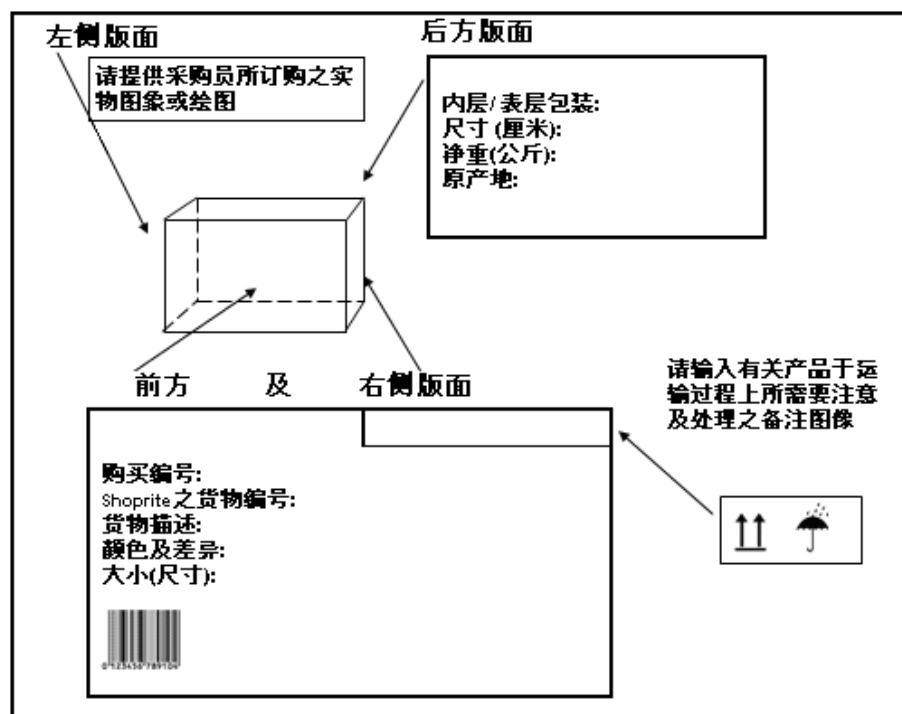 左侧版面
请提供采购员所订购之实
物图象或绘图
后方版面
内层/表层包装:
尺寸(厘米):
净重(公斤):
原产地:
前方 及 右侧版面
请输入有关产品于运
输过程上所需要注意
及处理之备注图像
购买编号:
Shoprite之货物编号:
货物描述:
颜色及差异:
大小(尺寸):